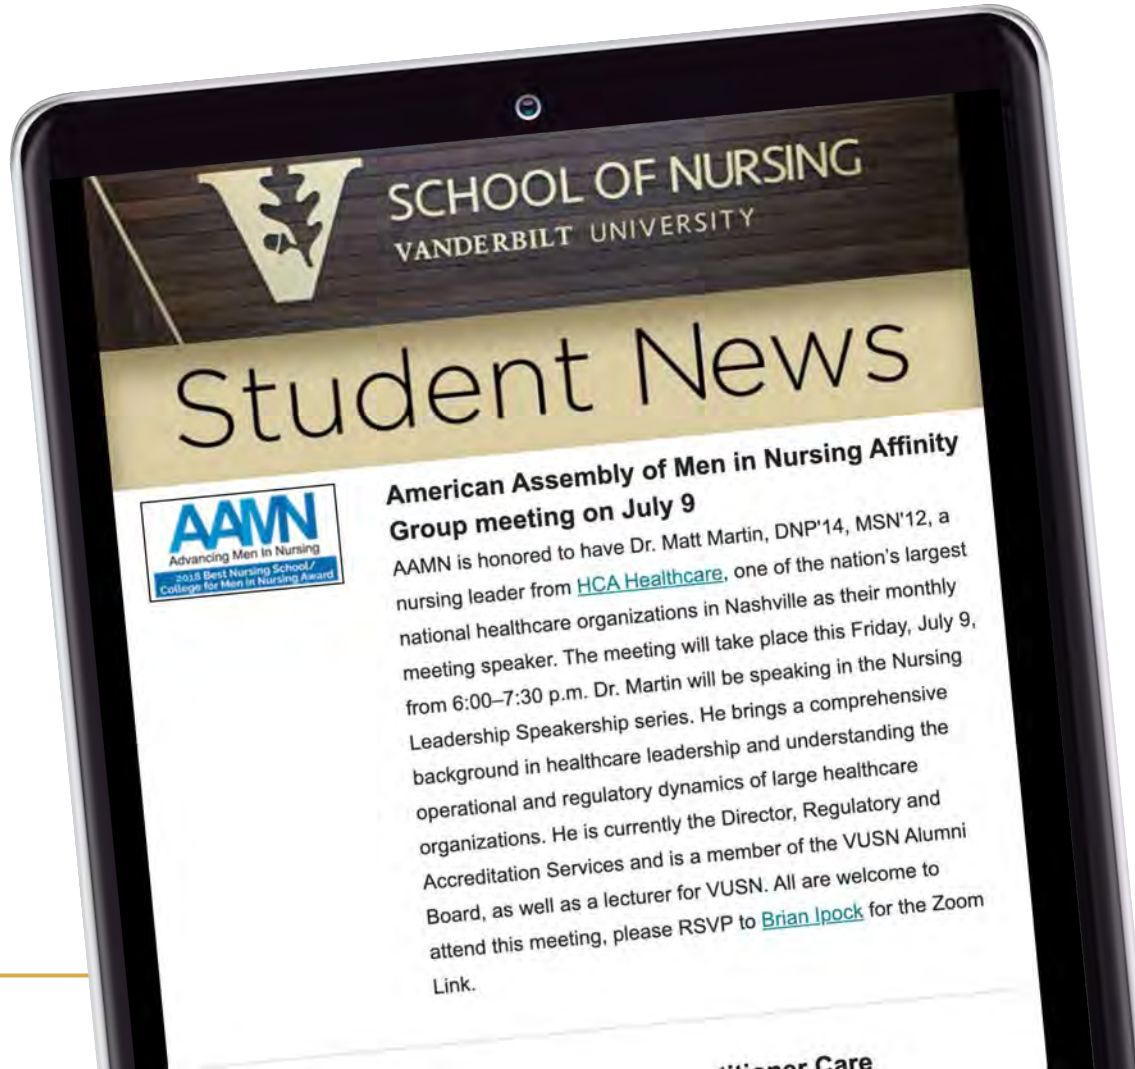 SCHOOL OF NURSING
VANDERBILT UNIVERSITY
Student News
AAMN
Advancing Men In Nursing
2018 Best Nursing School/
College for Men in Nursing Award
American Assembly of Men in Nursing Affinity
Group meeting on July 9
AAMN is honored to have Dr. Matt Martin, DNP'14, MSN'12, a
nursing leader from HCA Healthcare, one of the nation's largest
national healthcare organizations in Nashville as their monthly
meeting speaker. The meeting will take place this Friday, July 9,
from 6:00–7:30 p.m. Dr. Martin will be speaking in the Nursing
Leadership Speakership series. He brings a comprehensive
background in healthcare leadership and understanding the
operational and regulatory dynamics of large healthcare
organizations. He is currently the Director, Regulatory and
Accreditation Services and is a member of the VUSN Alumni
Board, as well as a lecturer for VUSN. All are welcome to
attend this meeting, please RSVP to Brian Ipock for the Zoom
Link.
Care